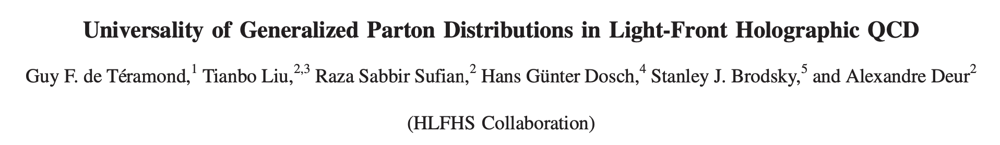 Universality of Generalized Parton Distributions in Light-Front Holographic QCD
Guy F. de Téramond,1 Tianbo Liu,2,3 Raza Sabbir Sufian,2 Hans Günter Dosch,4 Stanley J. Brodsky,5 and Alexandre Deur2
(HLFHS Collaboration)